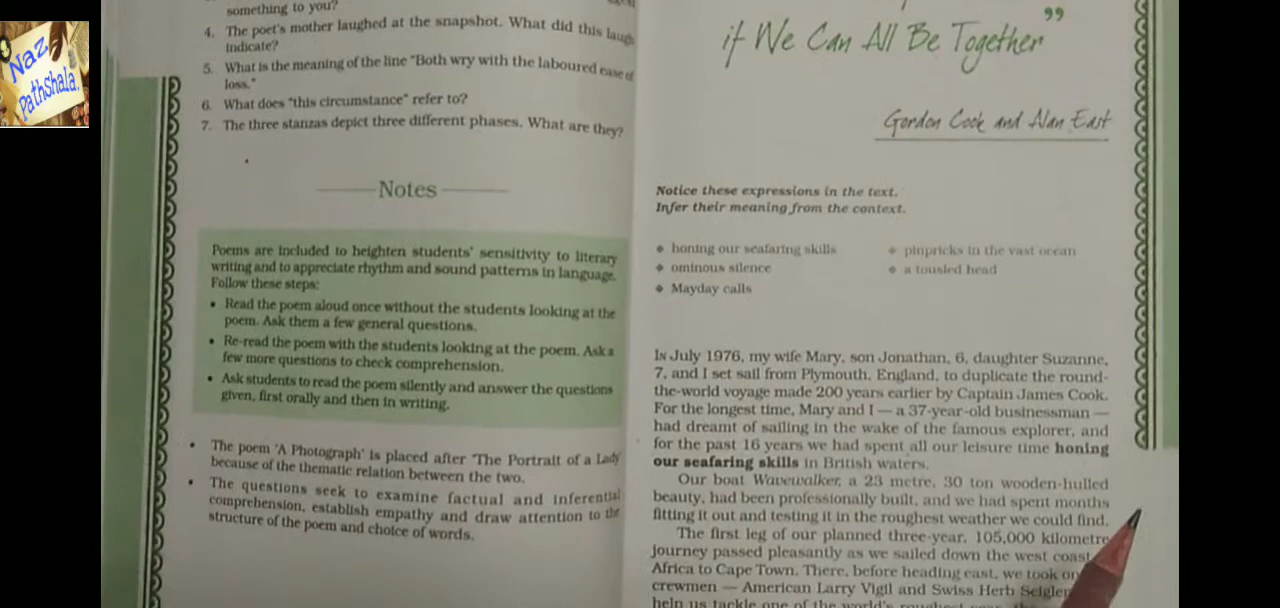 Naz
Pathshala.
something to you?
4. The poet's mother laughed at the snapshot. What did this laugh
indicate?
5. What is the meaning of the line "Both wry with the laboured ease of
loss."
6. What does "this circumstance" refer to?
7. The three stanzas depict three different phases. What are they?
Notes
Poems are included to heighten students' sensitivity to literary
writing and to appreciate rhythm and sound patterns in language.
Follow these steps:
• Read the poem aloud once without the students looking at the
poem. Ask them a few general questions.
• Re-read the poem with the students looking at the poem. Ask a
few more questions to check comprehension.
• Ask students to read the poem silently and answer the questions
given, first orally and then in writing.
• The poem 'A Photograph' is placed after 'The Portrait of a Lady'
because of the thematic relation between the two.
• The questions seek to examine factual and inferential
comprehension, establish empathy and draw attention to the
structure of the poem and choice of words.
if We Can All Be Together”
Gordon Cook and Alan East
Notice these expressions in the text.
Infer their meaning from the context.
❖ honing our seafaring skills ❖ pinpricks in the vast ocean
❖ ominous silence ❖ a tousled head
❖ Mayday calls
In July 1976, my wife Mary, son Jonathan, 6, daughter Suzanne,
7, and I set sail from Plymouth, England, to duplicate the round-
the-world voyage made 200 years earlier by Captain James Cook.
For the longest time, Mary and I — a 37-year-old businessman —
had dreamt of sailing in the wake of the famous explorer, and
for the past 16 years we had spent all our leisure time honing
our seafaring skills in British waters.
Our boat Wavewalker, a 23 metre, 30 ton wooden-hulled
beauty, had been professionally built, and we had spent months
fitting it out and testing it in the roughest weather we could find.
The first leg of our planned three-year, 105,000 kilometre
journey passed pleasantly as we sailed down the west coast
Africa to Cape Town. There, before heading east, we took on
crewmen — American Larry Vigil and Swiss Herb Seigler
help us tackle one of the world's roughest